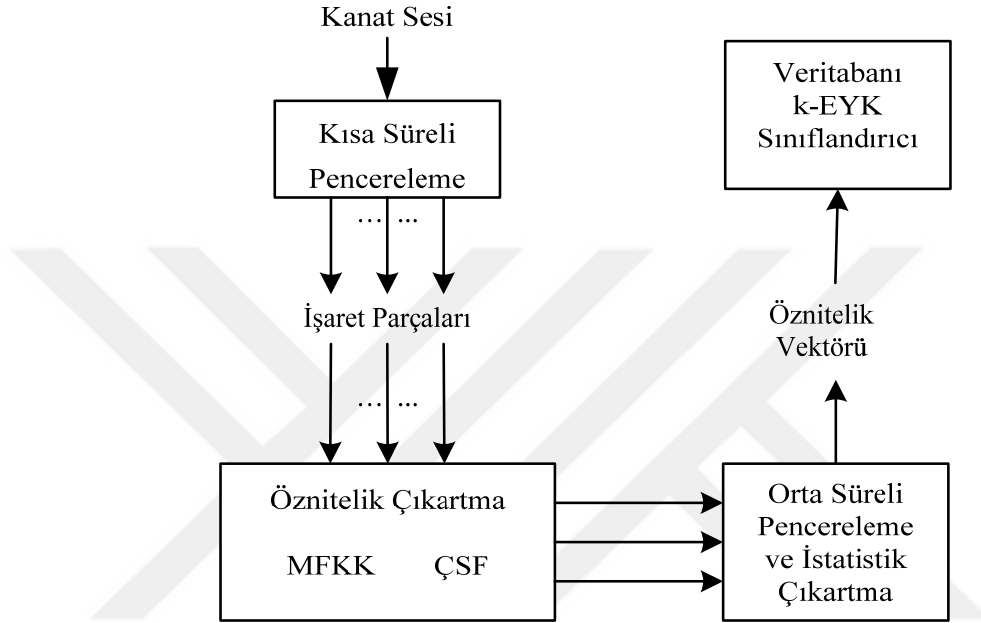 Kanat Sesi
Kısa Süreli
Pencereleme
... ...
İşaret Parçaları
... ...
Öznitelik Çıkartma
MFKK ÇSF
Orta Süreli
Pencereleme
ve İstatistik
Çıkartma
Öznitelik
Vektörü
Veritabanı
k-EYK
Sınıflandırıcı